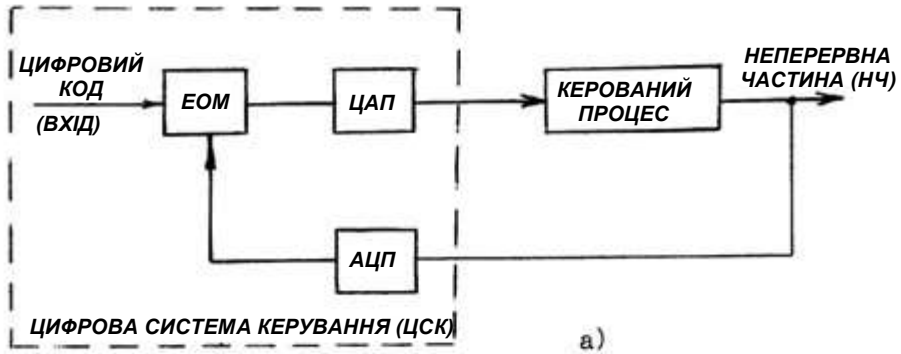 ЦИФРОВИЙ
КОД
(ВХІД)
ЕОМ
ЦАП
КЕРОВАНИЙ
ПРОЦЕС
НЕПЕРЕРВНА
ЧАСТИНА (НЧ)
АЦП
ЦИФРОВА СИСТЕМА КЕРУВАННЯ (ЦСК)
а)